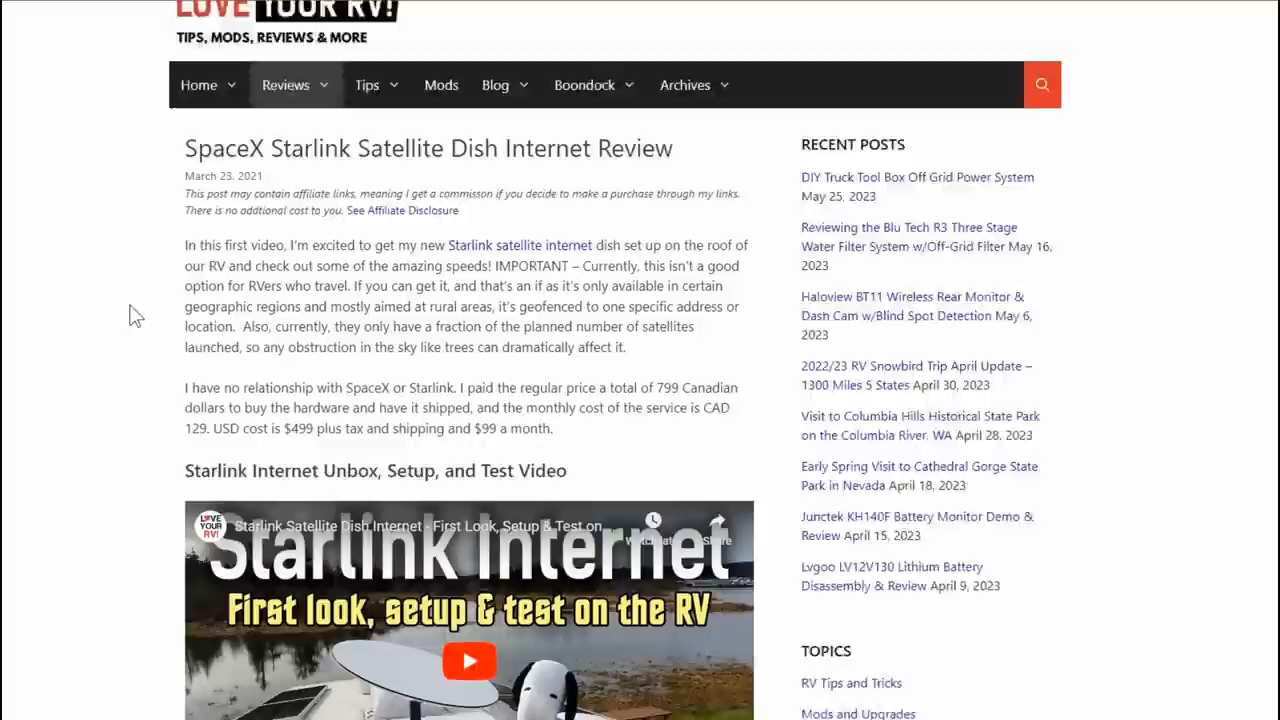 LOVE YOUR RV!
TIPS, MODS, REVIEWS & MORE
Home
Reviews
Tips
Mods
Blog
Boondock
Archives
SpaceX Starlink Satellite Dish Internet Review
March 23, 2021
This post may contain affiliate links, meaning I get a commisson if you decide to make a purchase through my links.
There is no addtional cost to you. See Affiliate Disclosure
In this first video, I'm excited to get my new Starlink satellite internet dish set up on the roof of
our RV and check out some of the amazing speeds! IMPORTANT – Currently, this isn't a good
option for RVers who travel. If you can get it, and that's an if as it's only available in certain
geographic regions and mostly aimed at rural areas, it's geofenced to one specific address or
location. Also, currently, they only have a fraction of the planned number of satellites
launched, so any obstruction in the sky like trees can dramatically affect it.
I have no relationship with SpaceX or Starlink. I paid the regular price a total of 799 Canadian
dollars to buy the hardware and have it shipped, and the monthly cost of the service is CAD
129. USD cost is $499 plus tax and shipping and $99 a month.
Starlink Internet Unbox, Setup, and Test Video
LOVE
YOUR
RV!
Starlink Satellite Dish Internet - First Look, Setup & Test on...
Share
Starlink Internet
First look, setup & test on the RV
RECENT POSTS
DIY Truck Tool Box Off Grid Power System
May 25, 2023
Reviewing the Blu Tech R3 Three Stage
Water Filter System w/Off-Grid Filter May 16,
2023
Haloview BT11 Wireless Rear Monitor &
Dash Cam w/Blind Spot Detection May 6,
2023
2022/23 RV Snowbird Trip April Update –
1300 Miles 5 States April 30, 2023
Visit to Columbia Hills Historical State Park
on the Columbia River. WA April 28, 2023
Early Spring Visit to Cathedral Gorge State
Park in Nevada April 18, 2023
Junctek KH140F Battery Monitor Demo &
Review April 15, 2023
Lvgoo LV12V130 Lithium Battery
Disassembly & Review April 9, 2023
TOPICS
RV Tips and Tricks
Mods and Upgrades